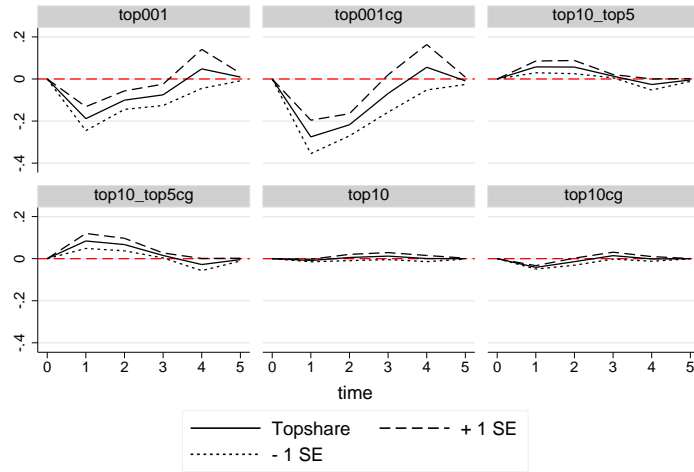 top001 top001cg top10_top5
.2
0
-.2
-.4
top10_top5cg top10 top10cg
.2
0
-.2
-.4
0 1 2 3 4 5 0 1 2 3 4 5 0 1 2 3 4 5
time
Topshare + 1 SE
- 1 SE